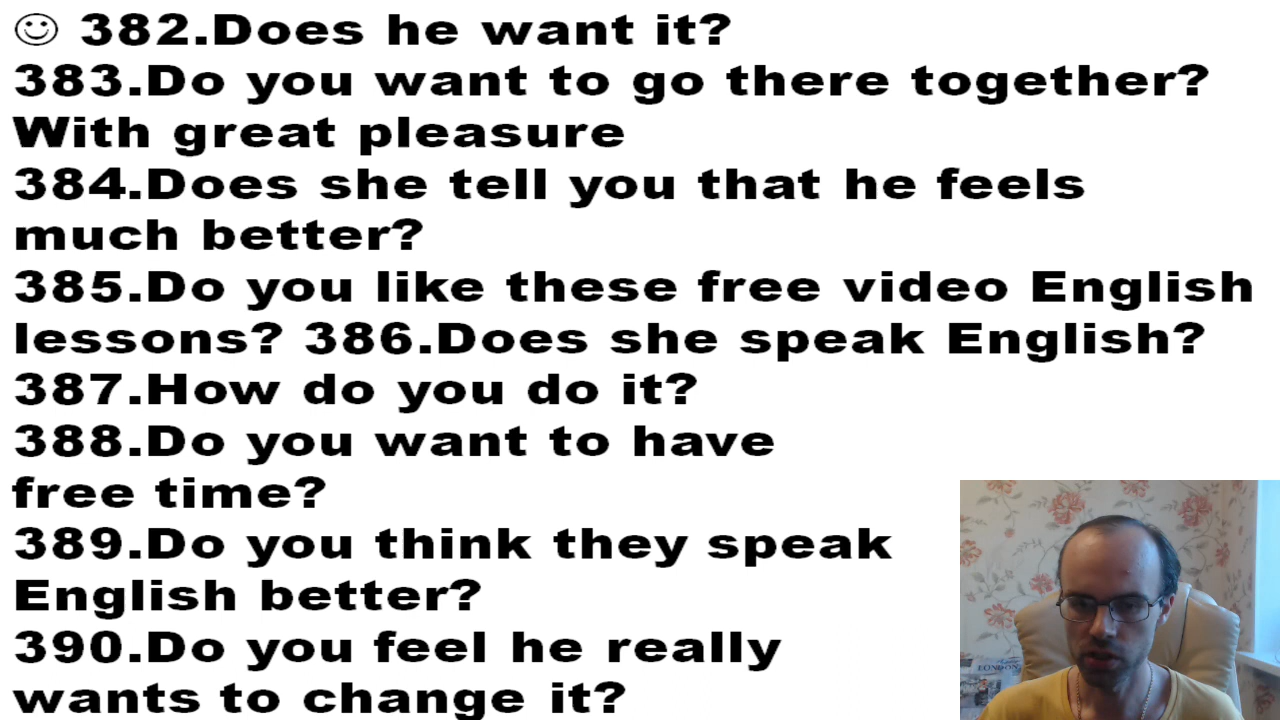 ☺ 382.Does he want it?
383.Do you want to go there together?
With great pleasure
384.Does she tell you that he feels
much better?
385.Do you like these free video English
lessons? 386.Does she speak English?
387.How do you do it?
388.Do you want to have
free time?
389.Do you think they speak
English better?
390.Do you feel he really
wants to change it?
LONDON